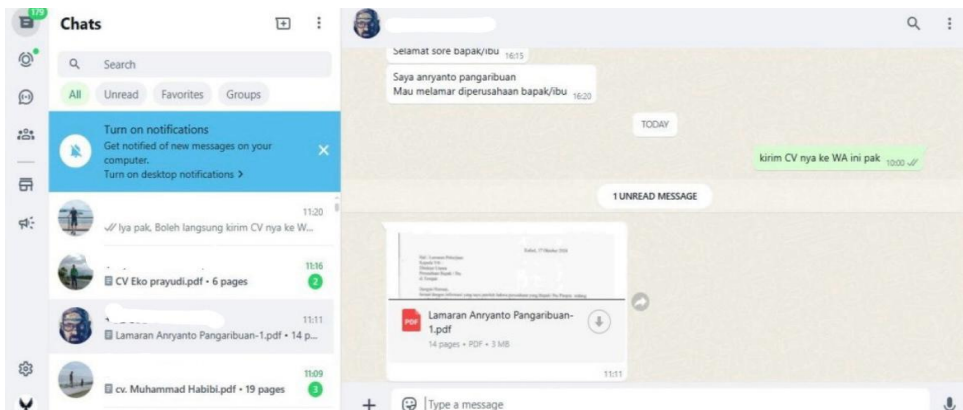 179
Chats
Search
All Unread Favorites Groups
Turn on notifications
Get notified of new messages on your
computer.
Turn on desktop notifications >
11:20
Iya pak, Boleh langsung kirim CV nya ke W...
11:16
CV Eko prayudi.pdf • 6 pages
2
11:11
Lamaran Anryanto Pangaribuan-1.pdf • 14 p...
11:09
cv. Muhammad Habibi.pdf • 19 pages
3
Selamat sore bapak/ibu 16:15
Saya anryanto pangaribuan
Mau melamar diperusahaan bapak/ibu 16:20
TODAY
kirim CV nya ke WA ini pak 10:00
1 UNREAD MESSAGE
PDF
Lamaran Anryanto Pangaribuan-
1.pdf
14 pages • PDF • 3 MB
11:11
Type a message